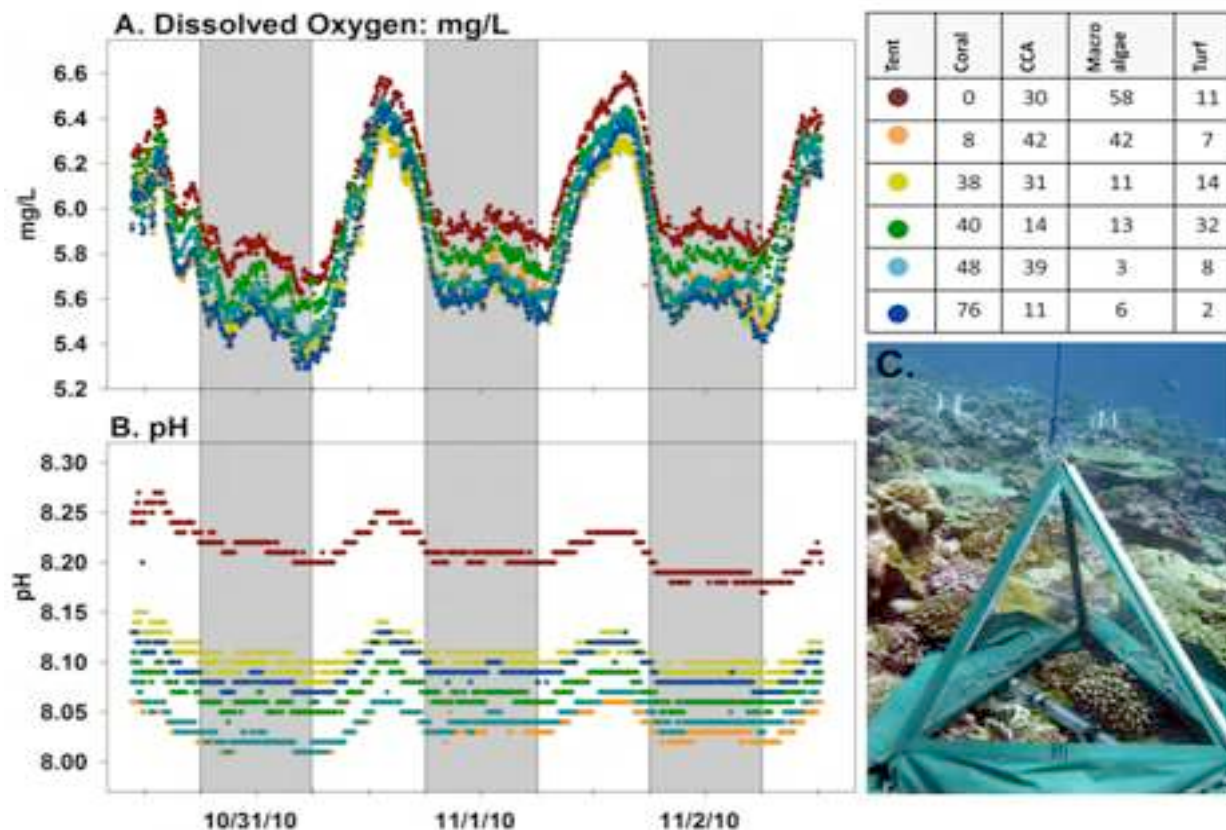 A. Dissolved Oxygen: mg/L
6.6
6.4
6.2
6.0
5.8
5.6
5.4
5.2
mg/L
B. pH
8.30
8.25
8.20
8.15
8.10
8.05
8.00
pH
10/31/10 11/1/10 11/2/10
Tent Coral CCA Macro algae Turf
0 30 58 11
8 42 42 7
38 31 11 14
40 14 13 32
48 39 3 8
76 11 6 2
C.